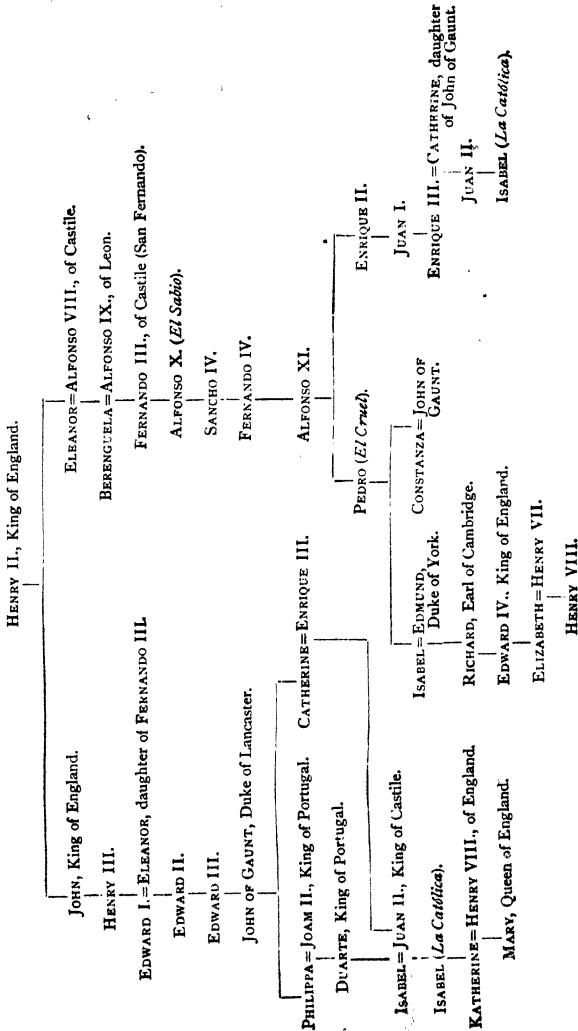 HENRY II., King of England.
JOHN, King of England.
HENRY III.
EDWARD I.=ELEANOR, daughter of FERNANDO III.
EDWARD II.
EDWARD III.
JOHN OF GAUNT, Duke of Lancaster.
PHILIPPA=JOAM II., King of Portugal.
CATHERINE=ENRIQUE III.
DUARTE, King of Portugal.
ISABEL=JUAN II., King of Castile.
ISABEL (La Católica).
KATHERINE=HENRY VIII., of England.
MARY, Queen of England.
ELEANOR=ALFONSO VIII., of Castile.
BERENGUELA=ALFONSO IX., of Leon.
FERNANDO III., of Castile (San Fernando).
ALFONSO X. (El Sabio).
SANCHO IV.
FERNANDO IV.
ALFONSO XI.
PEDRO (El Cruel).
ISABEL=EDMUND,
Duke of York.
CONSTANZA=JOHN OF
GAUNT.
RICHARD, Earl of Cambridge.
EDWARD IV., King of England.
ELIZABETH=HENRY VII.
HENRY VIII.
ENRIQUE II.
JUAN I.
ENRIQUE III.=CATHERINE, daughter
of John of Gaunt.
JUAN II.
ISABEL (La Católica).